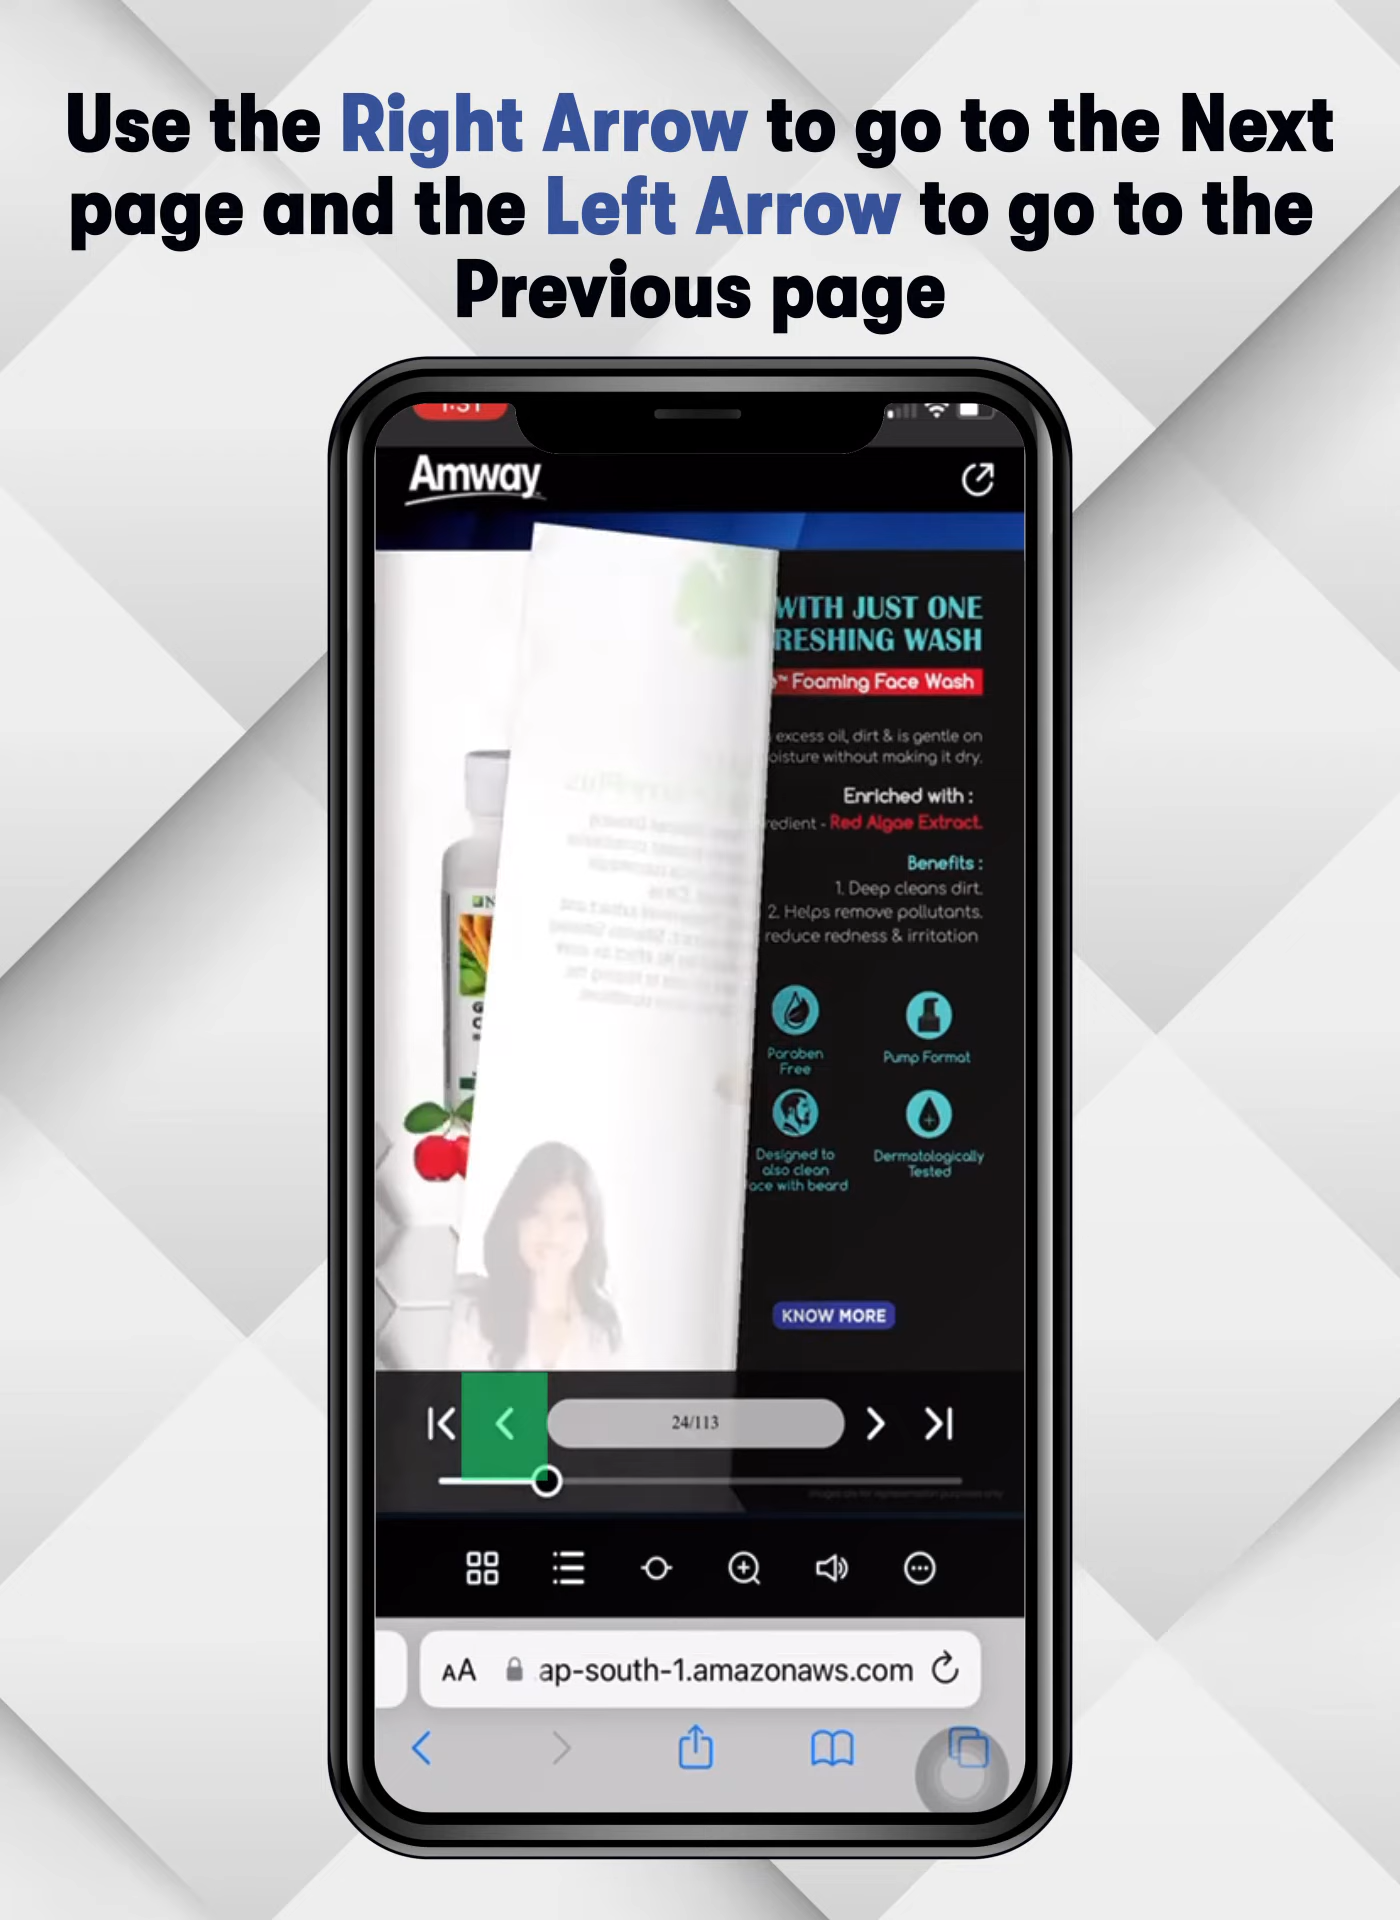 Use the Right Arrow to go to the Next
page and the Left Arrow to go to the
Previous page
1:51
Amway
WITH JUST ONE
RESHING WASH
™ Foaming Face Wash
excess oil, dirt & is gentle on
oisture without making it dry.
Enriched with :
redient - Red Algae Extract.
Benefits :
1. Deep cleans dirt.
2. Helps remove pollutants.
reduce redness & irritation
Paraben
Free
Pump Format
Designed to
also clean
ace with beard
Dermatologically
Tested
KNOW MORE
24/113
AA ap-south-1.amazonaws.com